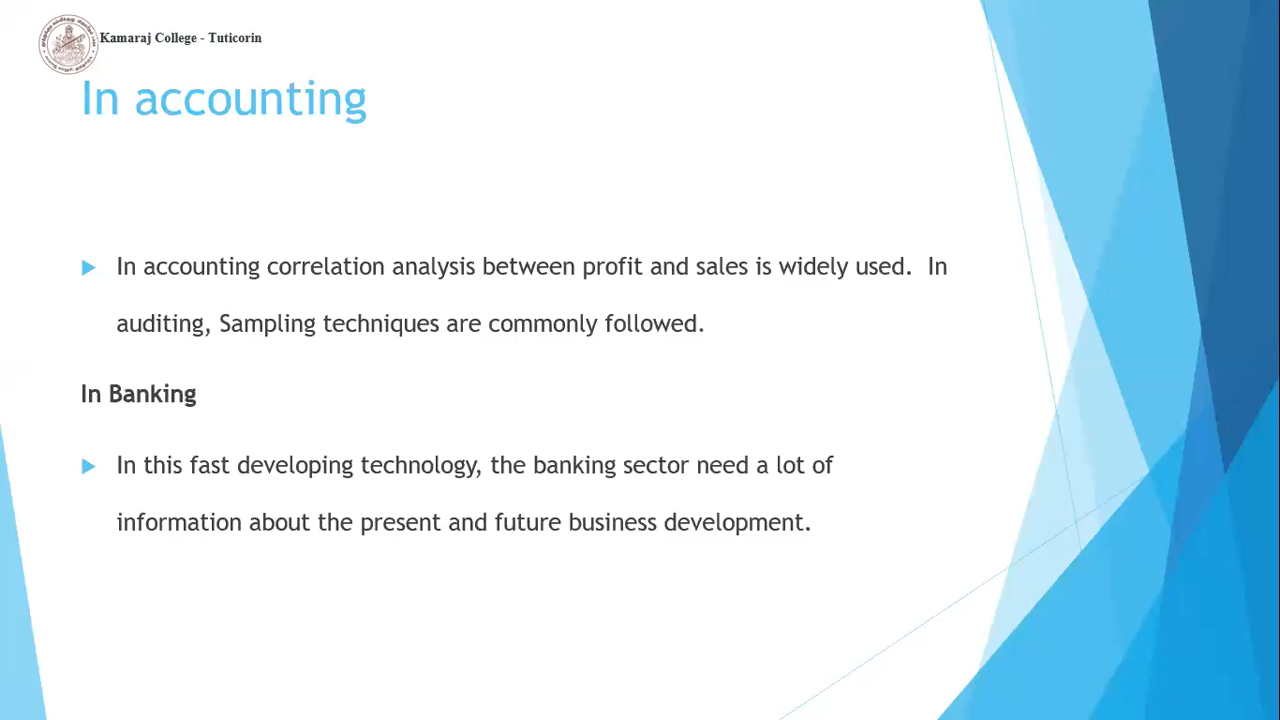 Kamaraj College - Tuticorin
In accounting
In accounting correlation analysis between profit and sales is widely used.  In
auditing, Sampling techniques are commonly followed.
In Banking
In this fast developing technology, the banking sector need a lot of
information about the present and future business development.